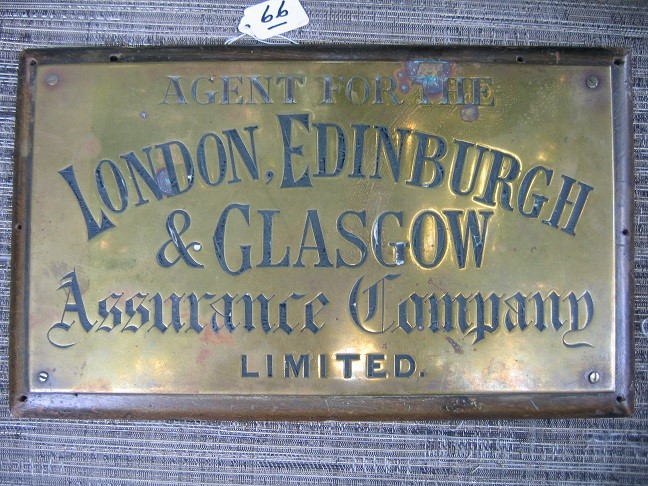 66
AGENT FOR THE
LONDON, EDINBURGH
& GLASGOW
Assurance Company
LIMITED.